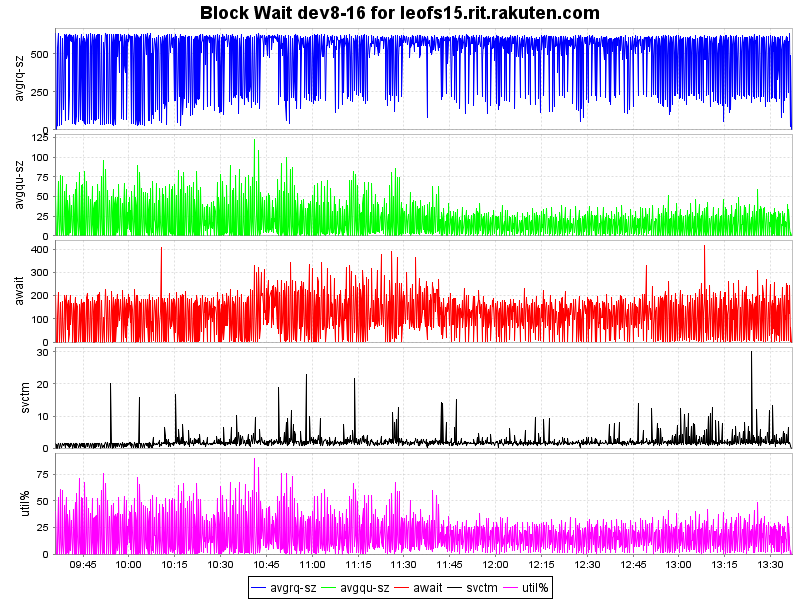 Block Wait dev8-16 for leofs15.rit.rakuten.com
avgrq-sz
500
250
0
avgqu-sz
125
100
75
50
25
0
await
400
300
200
100
0
svctm
30
20
10
0
util%
75
50
25
0
09:45 10:00 10:15 10:30 10:45 11:00 11:15 11:30 11:45 12:00 12:15 12:30 12:45 13:00 13:15 13:30
avgrq-sz avgqu-sz await svctm util%